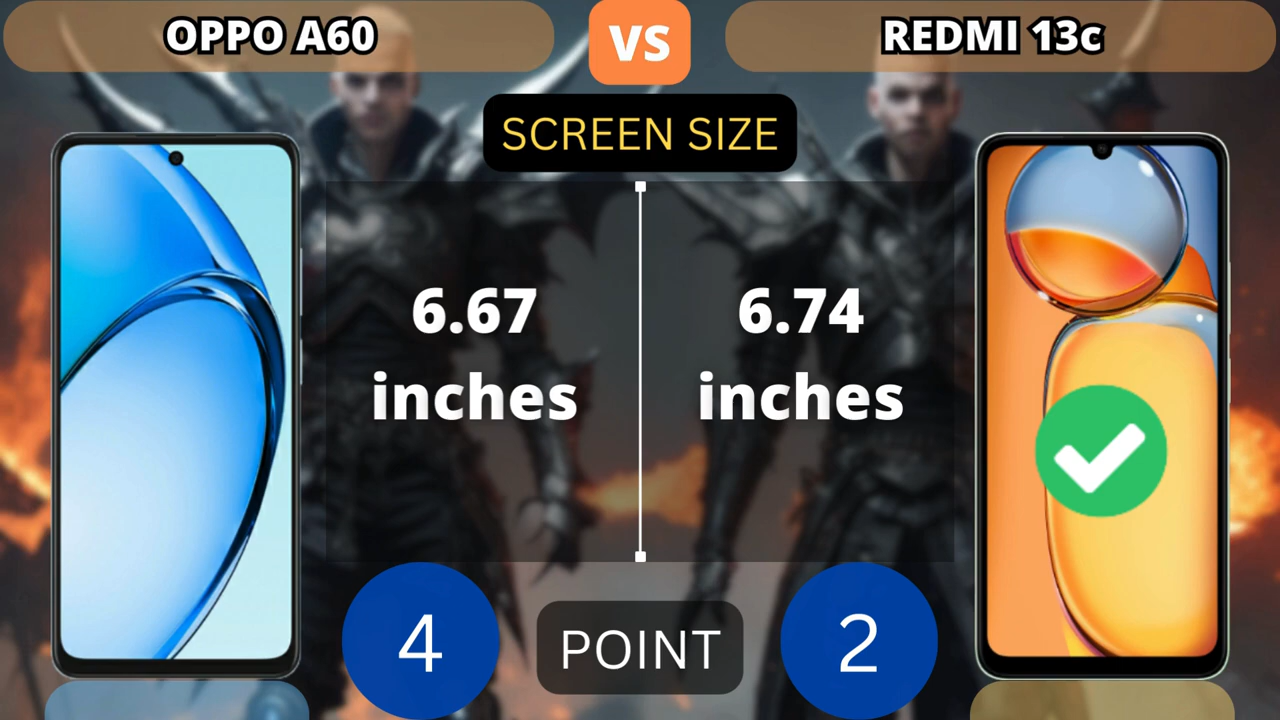 OPPO A60
VS
REDMI 13c
SCREEN SIZE
6.67
inches
6.74
inches
4
POINT
2